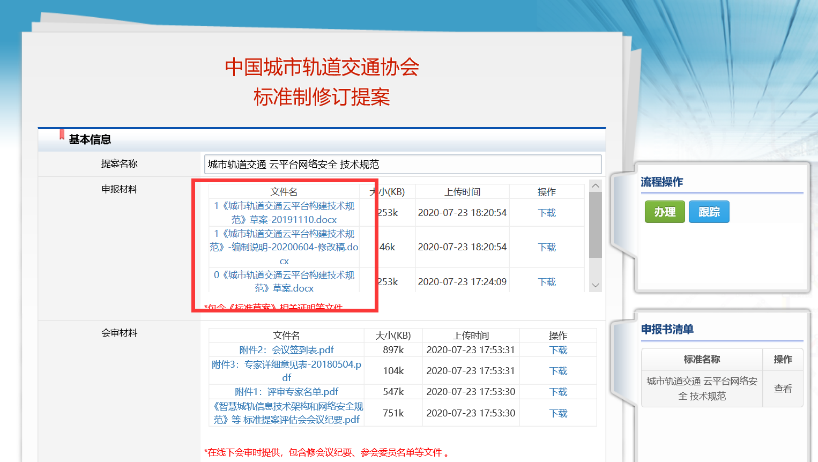 中国城市轨道交通协会
标准制修订提案
基本信息
提案名称 城市轨道交通 云平台网络安全 技术规范
申报材料
文件名 大小(KB) 上传时间 操作
1《城市轨道交通云平台构建技术规
范》草案-20191110.docx 253k 2020-07-23 18:20:54 下载
1《城市轨道交通云平台构建技术规
范》-编制说明-20200604-修改稿.do
cx 46k 2020-07-23 18:20:54 下载
0《城市轨道交通云平台构建技术规
范》草案.docx 253k 2020-07-23 17:24:09 下载
*包含《标准草案》相关证明等文件
会审材料
文件名 大小(KB) 上传时间 操作
附件2：会议签到表.pdf 897k 2020-07-23 17:53:31 下载
附件3：专家详细意见表-20180504.p
df 104k 2020-07-23 17:53:31 下载
附件1：评审专家名单.pdf 547k 2020-07-23 17:53:30 下载
《智慧城轨信息技术架构和网络安全规
范》等 标准提案评估会会议纪要.pdf 751k 2020-07-23 17:53:30 下载
*在线下会审时提供，包含修会议纪要、参会委员名单等文件 。
流程操作
办理 跟踪
申报书清单
标准名称 操作
城市轨道交通 云平台网络安
全 技术规范 查看